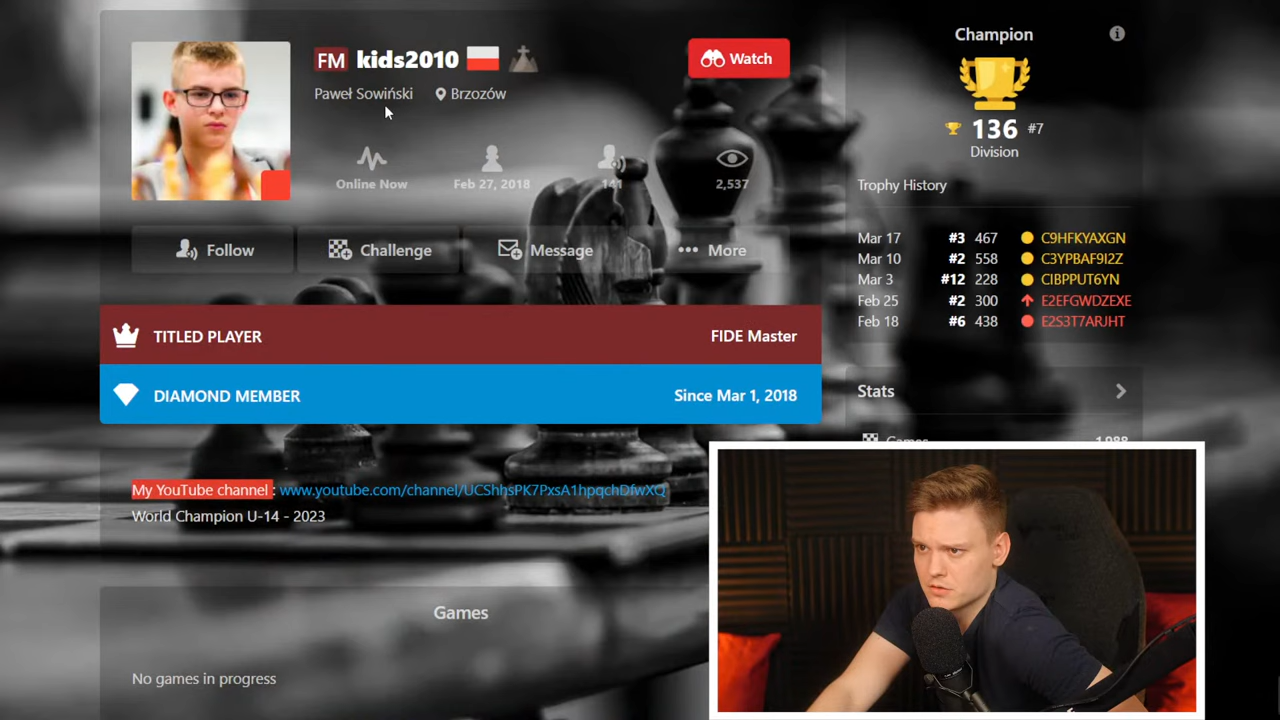 FM kids2010
Paweł Sowiński Brzozów
Watch
Online Now Feb 27, 2018 141 2,537
Follow Challenge Message More
TITLED PLAYER FIDE Master
DIAMOND MEMBER Since Mar 1, 2018
My YouTube channel : www.youtube.com/channel/UCShhsPK7PxsA1hpqchDfwXQ
World Champion U-14 - 2023
Games
No games in progress
Champion
136 #7
Division
Trophy History
Mar 17 #3 467 C9HFKYAXGN
Mar 10 #2 558 C3YPBAF9I2Z
Mar 3 #12 228 CIBPPUT6YN
Feb 25 #2 300 E2EFGWDZEXE
Feb 18 #6 438 E2S3T7ARJHT
Stats
Games 1,988